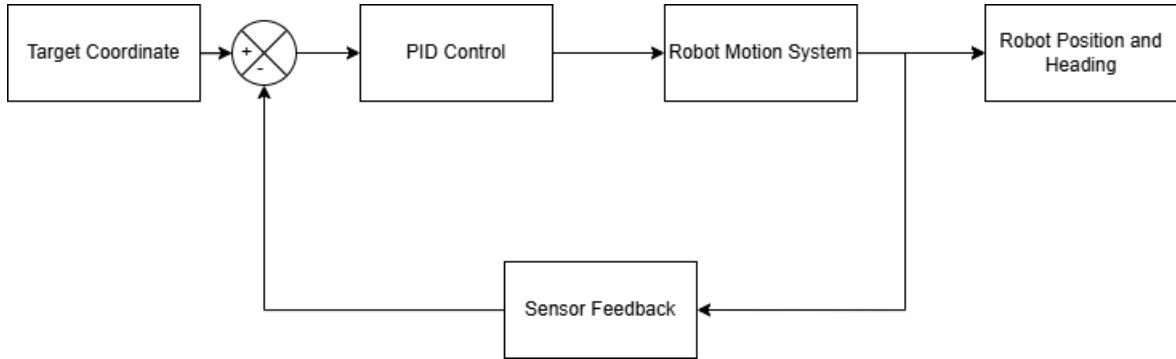 Target Coordinate
+
-
PID Control
Robot Motion System
Robot Position and
Heading
Sensor Feedback